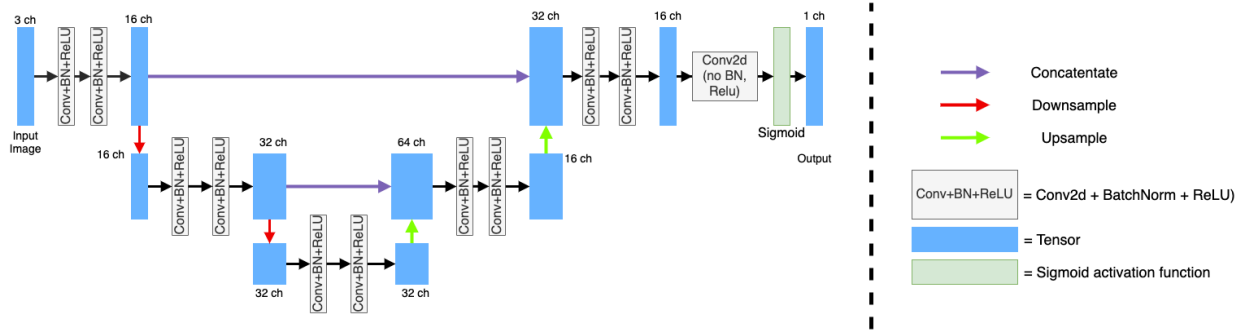 3 ch
16 ch
32 ch
16 ch
1 ch
Conv+BN+ReLU
Conv+BN+ReLU
Conv+BN+ReLU
Conv+BN+ReLU
Conv2d
(no BN,
Relu)
Input
Image
Sigmoid
Output
16 ch
32 ch
64 ch
16 ch
Conv+BN+ReLU
Conv+BN+ReLU
Conv+BN+ReLU
Conv+BN+ReLU
32 ch
Conv+BN+ReLU
Conv+BN+ReLU
32 ch
Concatentate
Downsample
Upsample
Conv+BN+ReLU
= Conv2d + BatchNorm + ReLU)
= Tensor
= Sigmoid activation function